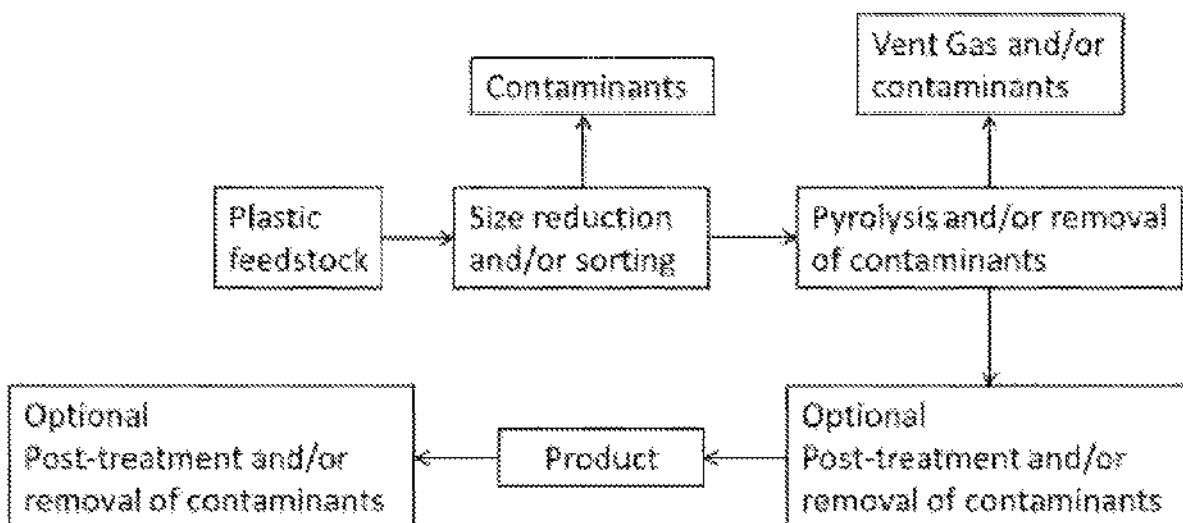 Contaminants
Vent Gas and/or
contaminants
Plastic
feedstock
Size reduction
and/or sorting
Pyrolysis and/or removal
of contaminants
Optional
Post-treatment and/or
removal of contaminants
Product
Optional
Post-treatment and/or
removal of contaminants